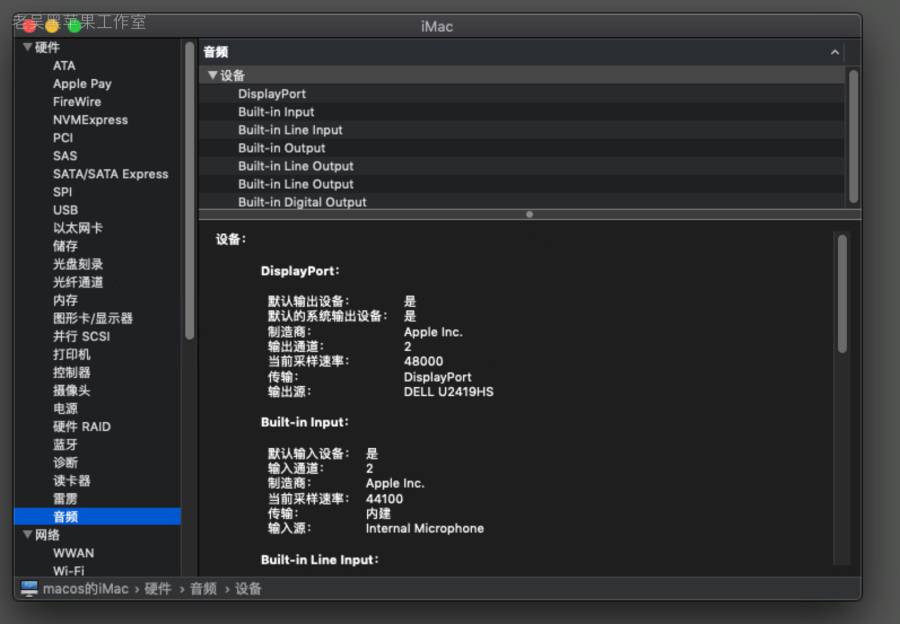 老吴黑苹果工作室
iMac
硬件
ATA
Apple Pay
FireWire
NVMExpress
PCI
SAS
SATA/SATA Express
SPI
USB
以太网卡
储存
光盘刻录
光纤通道
内存
图形卡/显示器
并行 SCSI
打印机
控制器
摄像头
电源
硬件 RAID
蓝牙
诊断
读卡器
雷雳
音频
网络
WWAN
Wi-Fi
音频
设备
DisplayPort
Built-in Input
Built-in Line Input
Built-in Output
Built-in Line Output
Built-in Line Output
Built-in Digital Output
设备：
DisplayPort：
默认输出设备： 是
默认的系统输出设备： 是
制造商： Apple Inc.
输出通道： 2
当前采样速率： 48000
传输： DisplayPort
输出源： DELL U2419HS
Built-in Input：
默认输入设备： 是
输入通道： 2
制造商： Apple Inc.
当前采样速率： 44100
传输： 内建
输入源： Internal Microphone
Built-in Line Input：
macos的iMac › 硬件 › 音频 › 设备